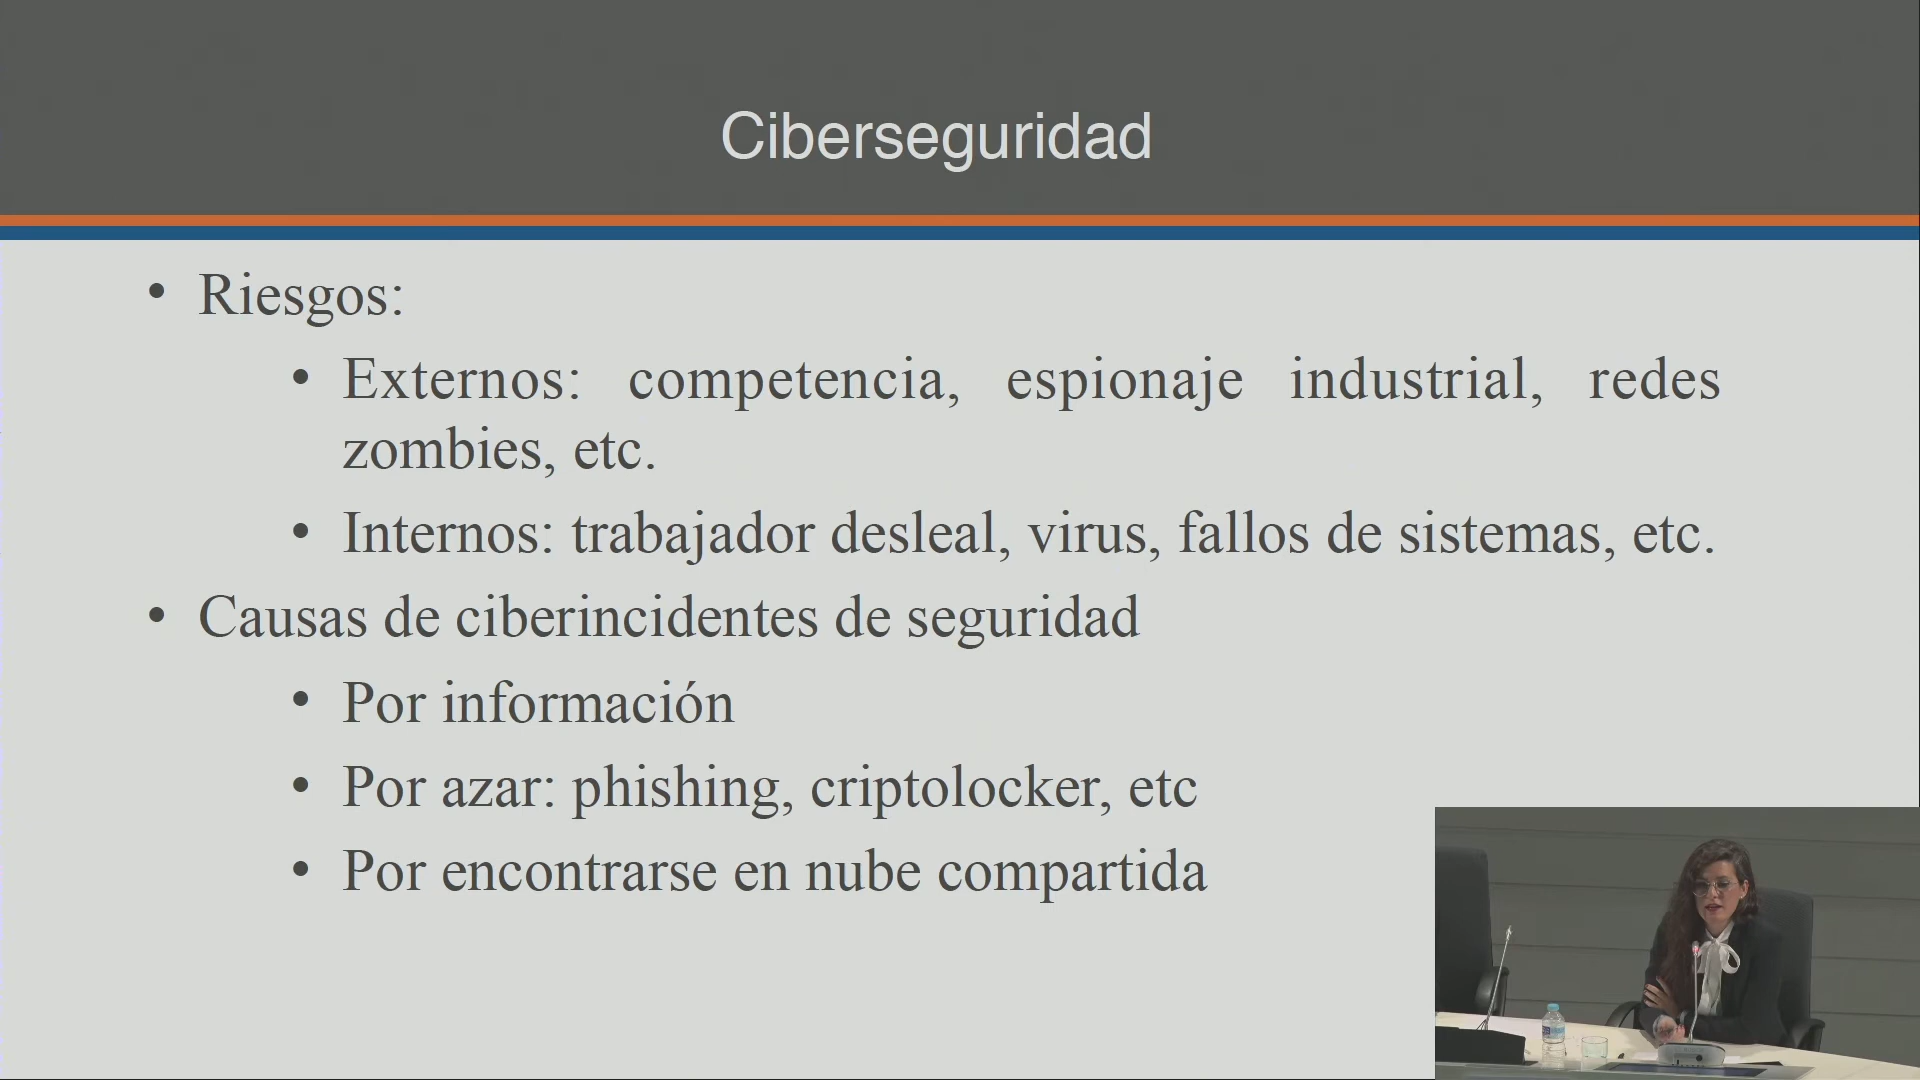 Ciberseguridad
• Riesgos:
• Externos: competencia, espionaje industrial, redes
zombies, etc.
• Internos: trabajador desleal, virus, fallos de sistemas, etc.
• Causas de ciberincidentes de seguridad
• Por información
• Por azar: phishing, criptolocker, etc
• Por encontrarse en nube compartida